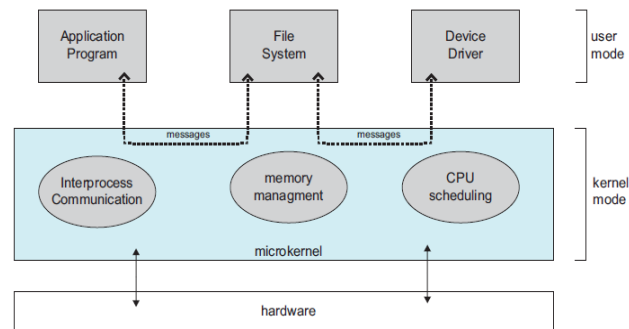 Application
Program
File
System
Device
Driver
user
mode
messages
messages
Interprocess
Communication
memory
managment
CPU
scheduling
kernel
mode
microkernel
hardware